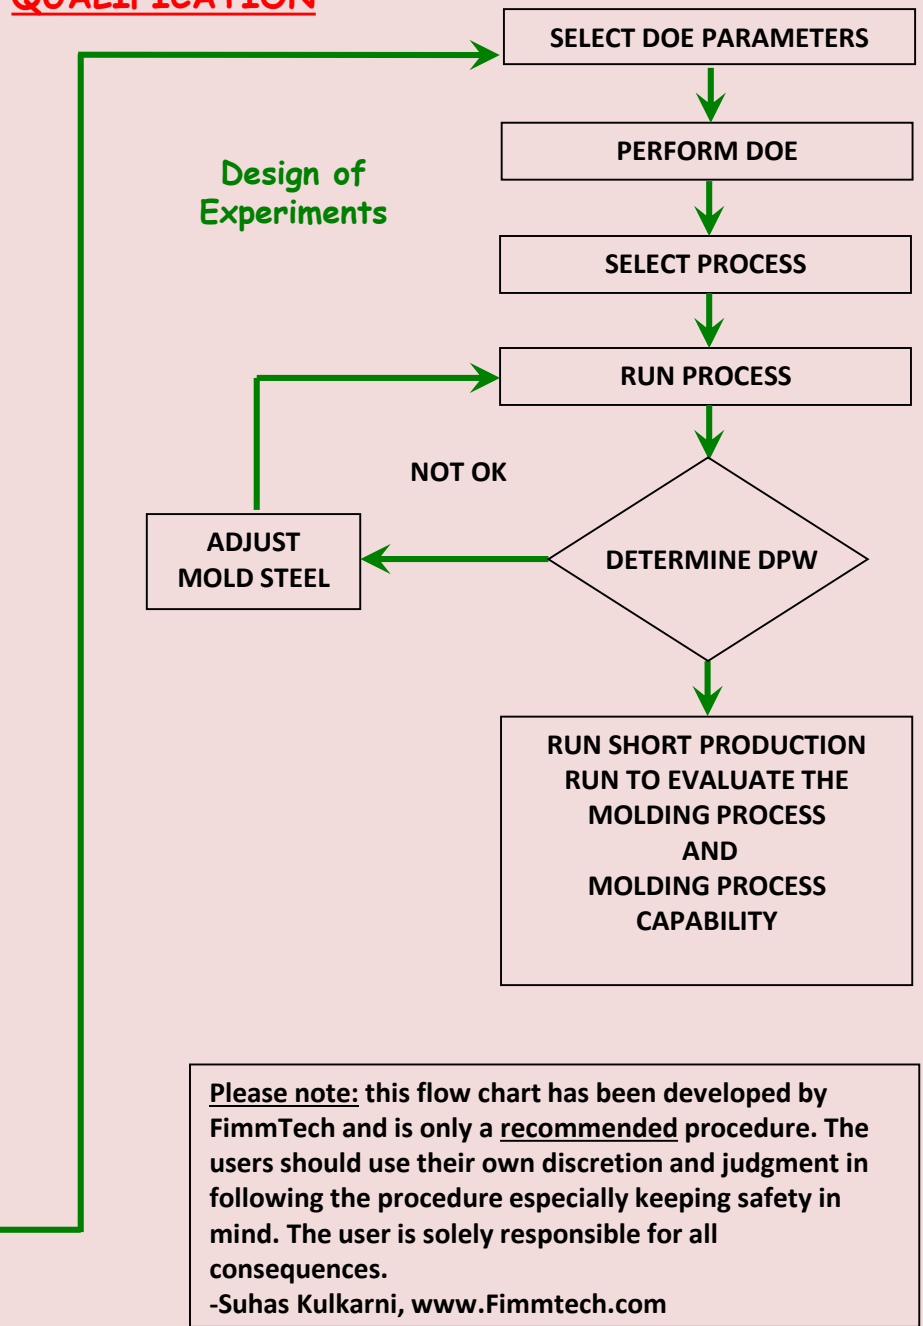 QUALIFICATION
SELECT DOE PARAMETERS
PERFORM DOE
Design of
Experiments
SELECT PROCESS
RUN PROCESS
NOT OK
ADJUST
MOLD STEEL
DETERMINE DPW
RUN SHORT PRODUCTION
RUN TO EVALUATE THE
MOLDING PROCESS
AND
MOLDING PROCESS
CAPABILITY
Please note: this flow chart has been developed by
FimmTech and is only a recommended procedure. The
users should use their own discretion and judgment in
following the procedure especially keeping safety in
mind. The user is solely responsible for all
consequences.
-Suhas Kulkarni, www.Fimmtech.com